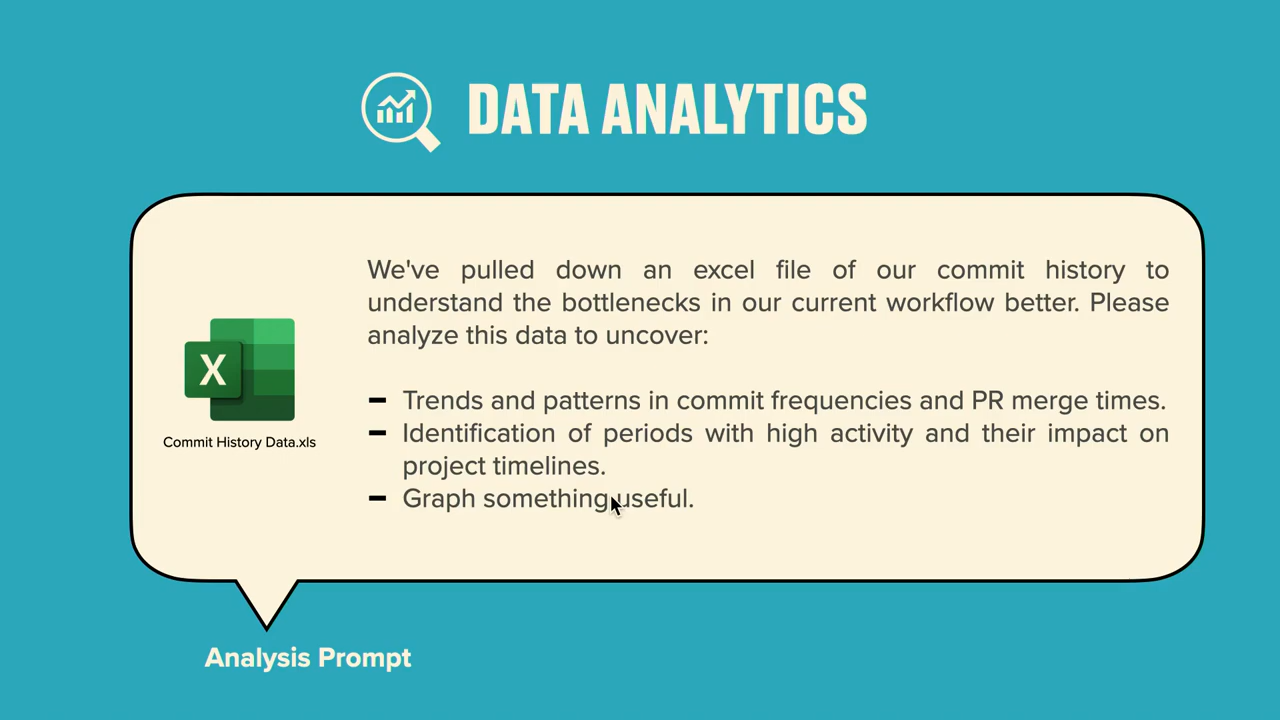 DATA ANALYTICS
We've pulled down an excel file of our commit history to
understand the bottlenecks in our current workflow better. Please
analyze this data to uncover:
- Trends and patterns in commit frequencies and PR merge times.
- Identification of periods with high activity and their impact on
project timelines.
- Graph something useful.
X
Commit History Data.xls
Analysis Prompt